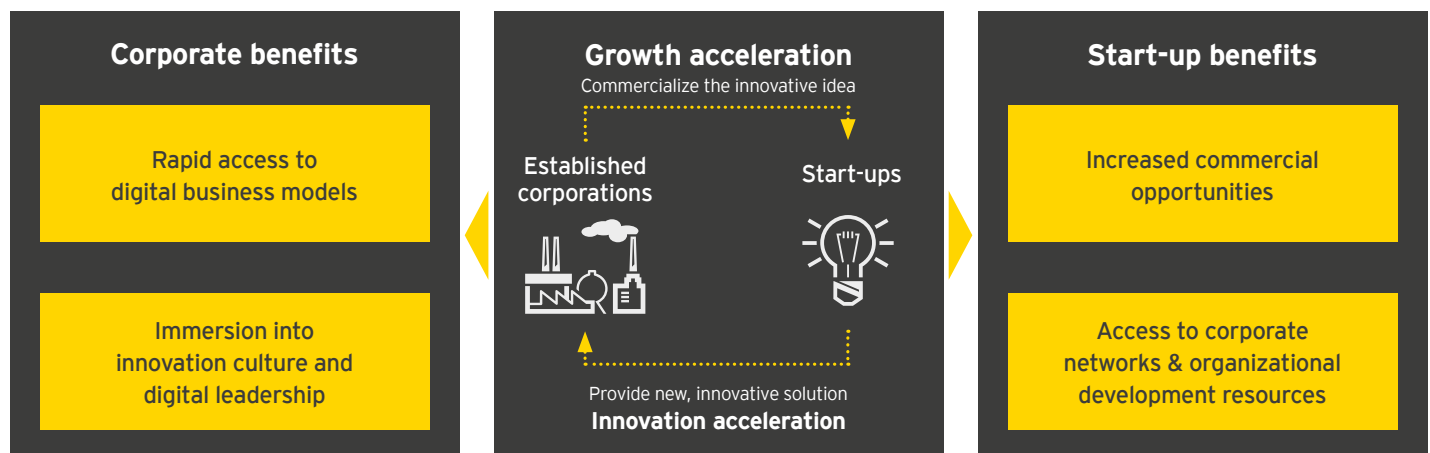 Corporate benefits
Rapid access to
digital business models
Immersion into
innovation culture and
digital leadership
Growth acceleration
Commercialize the innovative idea
Established
corporations
Start-ups
Provide new, innovative solution
Innovation acceleration
Start-up benefits
Increased commercial
opportunities
Access to corporate
networks & organizational
development resources